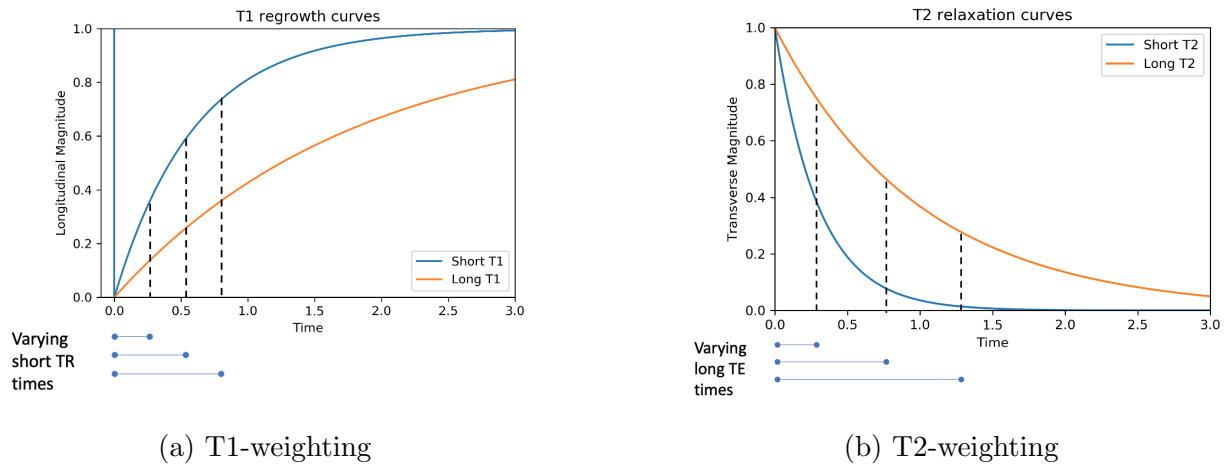 T1 regrowth curves
Longitudinal Magnitude
1.0
0.8
0.6
0.4
0.2
0.0
0.0 0.5 1.0 1.5 2.0 2.5 3.0
Time
Short T1
Long T1
Varying
short TR
times
(a) T1-weighting
T2 relaxation curves
Transverse Magnitude
1.0
0.8
0.6
0.4
0.2
0.0
0.0 0.5 1.0 1.5 2.0 2.5 3.0
Time
Short T2
Long T2
Varying
long TE
times
(b) T2-weighting